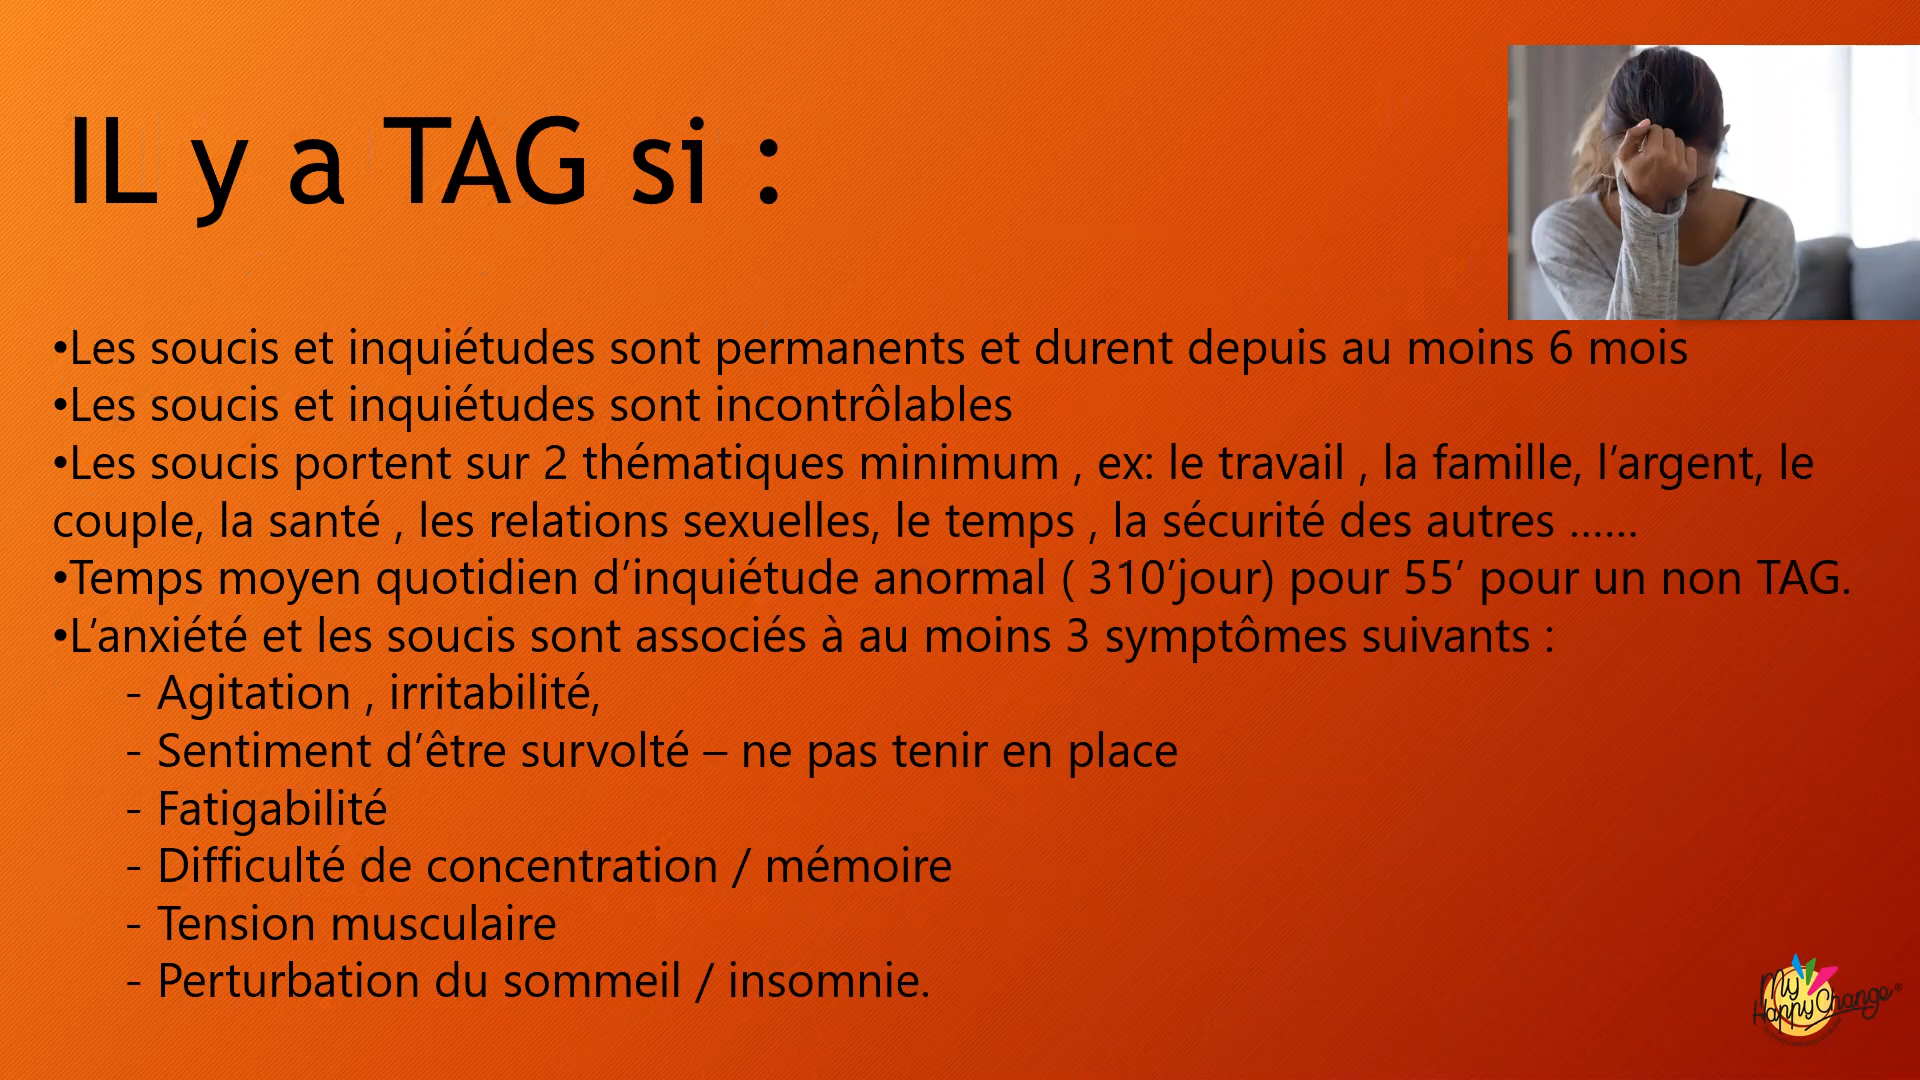 IL y a TAG si :
•Les soucis et inquiétudes sont permanents et durent depuis au moins 6 mois
•Les soucis et inquiétudes sont incontrôlables
•Les soucis portent sur 2 thématiques minimum , ex: le travail , la famille, l’argent, le
couple, la santé , les relations sexuelles, le temps , la sécurité des autres ……
•Temps moyen quotidien d’inquiétude anormal ( 310’jour) pour 55’ pour un non TAG.
•L’anxiété et les soucis sont associés à au moins 3 symptômes suivants :
- Agitation , irritabilité,
- Sentiment d’être survolté – ne pas tenir en place
- Fatigabilité
- Difficulté de concentration / mémoire
- Tension musculaire
- Perturbation du sommeil / insomnie.
My
HappyChange®